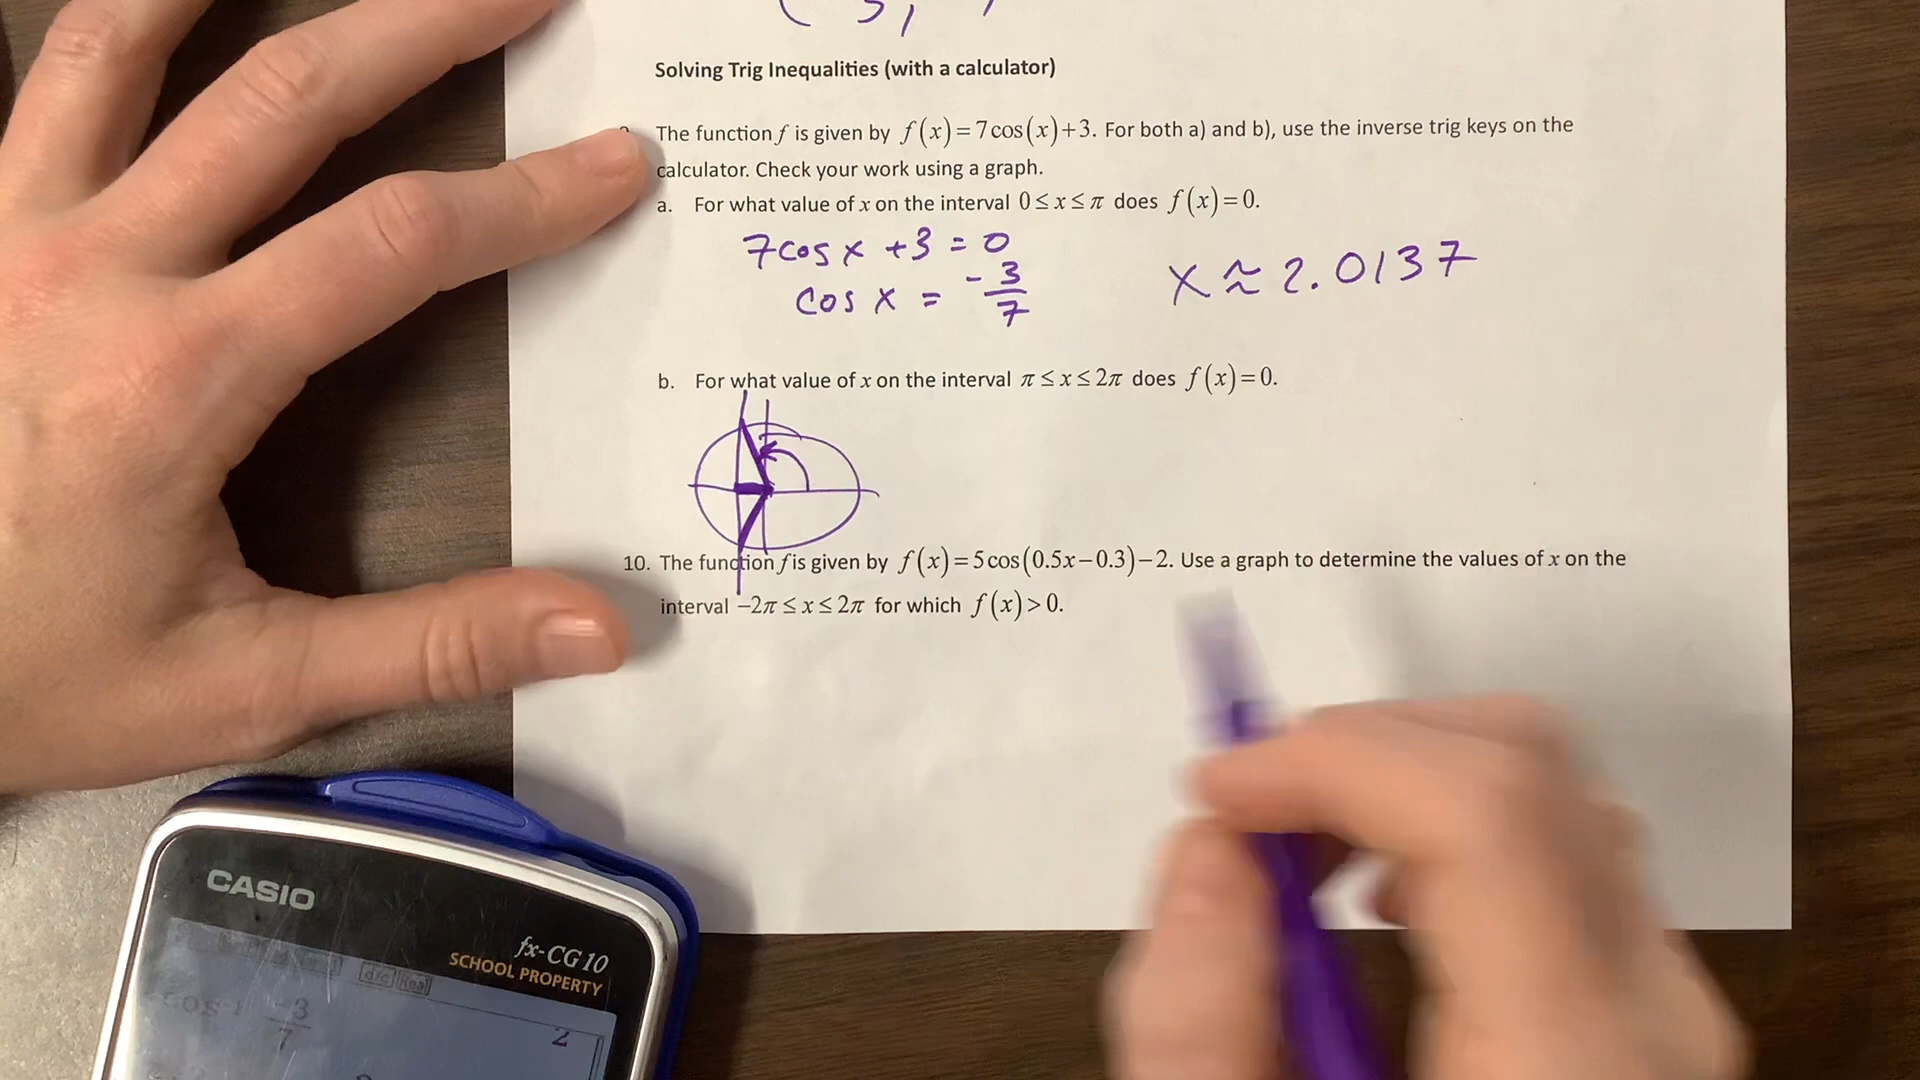 Solving Trig Inequalities (with a calculator)
The function f is given by f(x)=7cos(x)+3. For both a) and b), use the inverse trig keys on the
calculator. Check your work using a graph.
a. For what value of x on the interval 0≤x≤π does f(x)=0.
7cos x +3 = 0
cos x = -3/7
x ≈ 2.0137
b. For what value of x on the interval π≤x≤2π does f(x)=0.
10. The function f is given by f(x)=5cos(0.5x−0.3)−2. Use a graph to determine the values of x on the
interval −2π≤x≤2π for which f(x)>0.
CASIO
fx-CG10
SCHOOL PROPERTY
d/c Real
-3/7
2